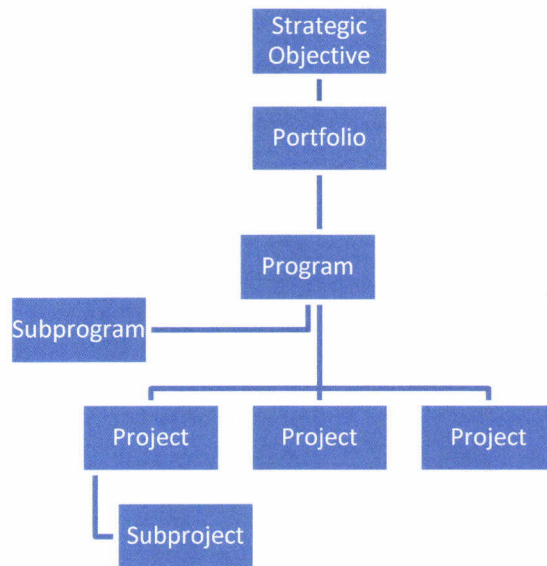 Strategic
Objective
Portfolio
Program
Subprogram
Project
Project
Project
Subproject